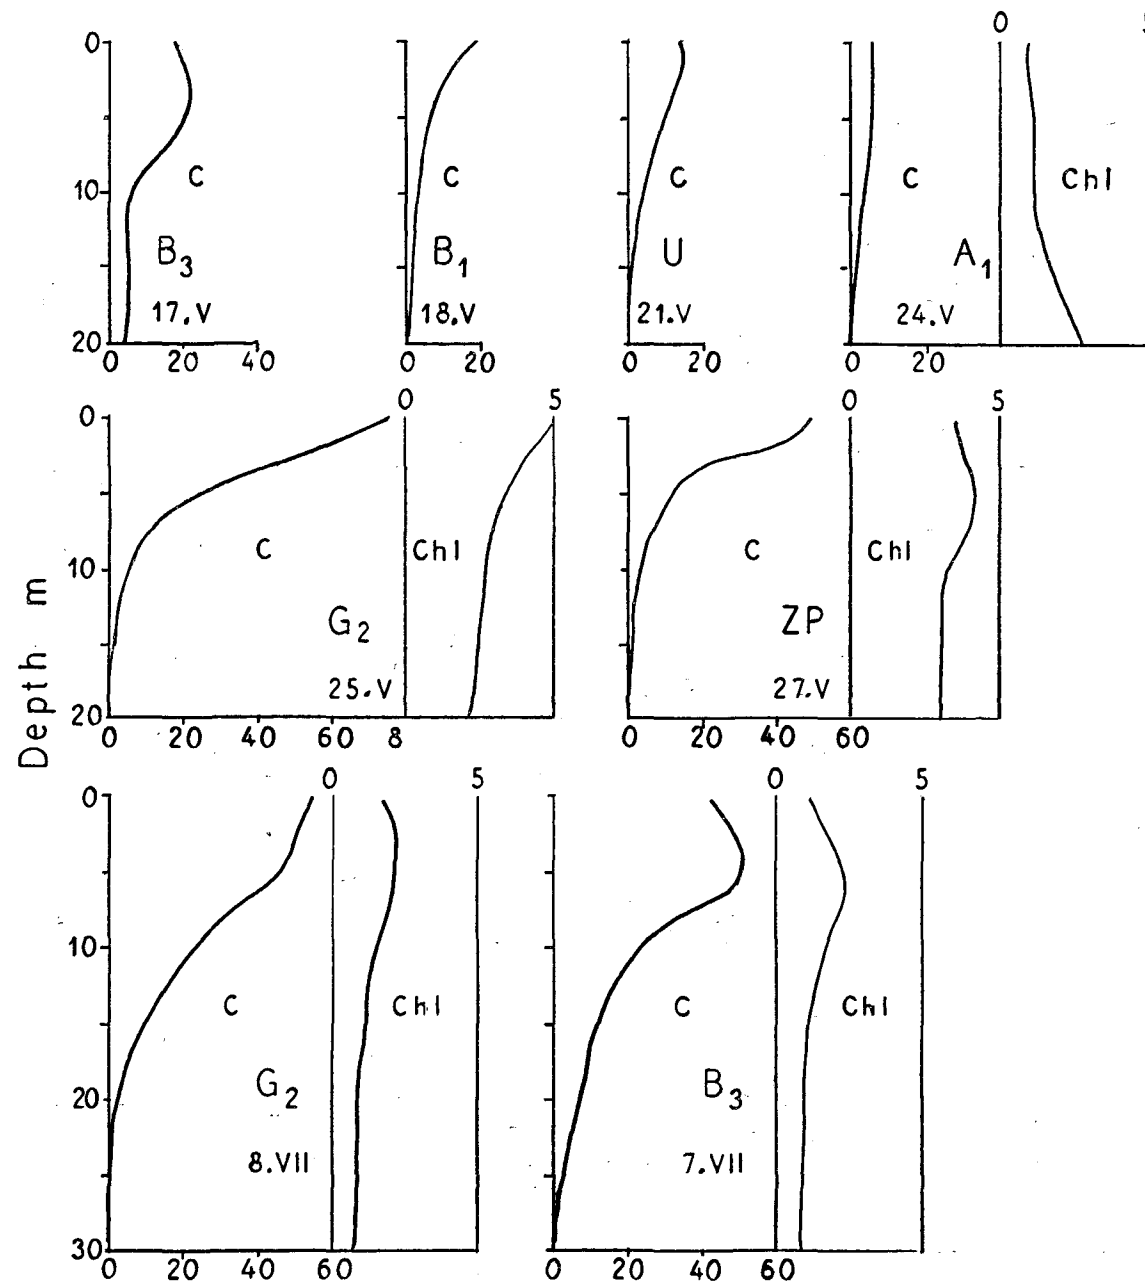 0 5
0
C C C C Chl
10
B3 B1 U A1
17.V 18.V 21.V 24.V
20
0 20 40 0 20 0 20 0 20
0 5 0 5
0
C Chl C Chl
10
G2 ZP
25.V 27.V
20
0 20 40 60 8 0 20 40 60
Depth m
0 5 0 5
0
10
C Chl C Chl
20
G2 B3
8.VII 7.VII
30
0 20 40 60 0 20 40 60